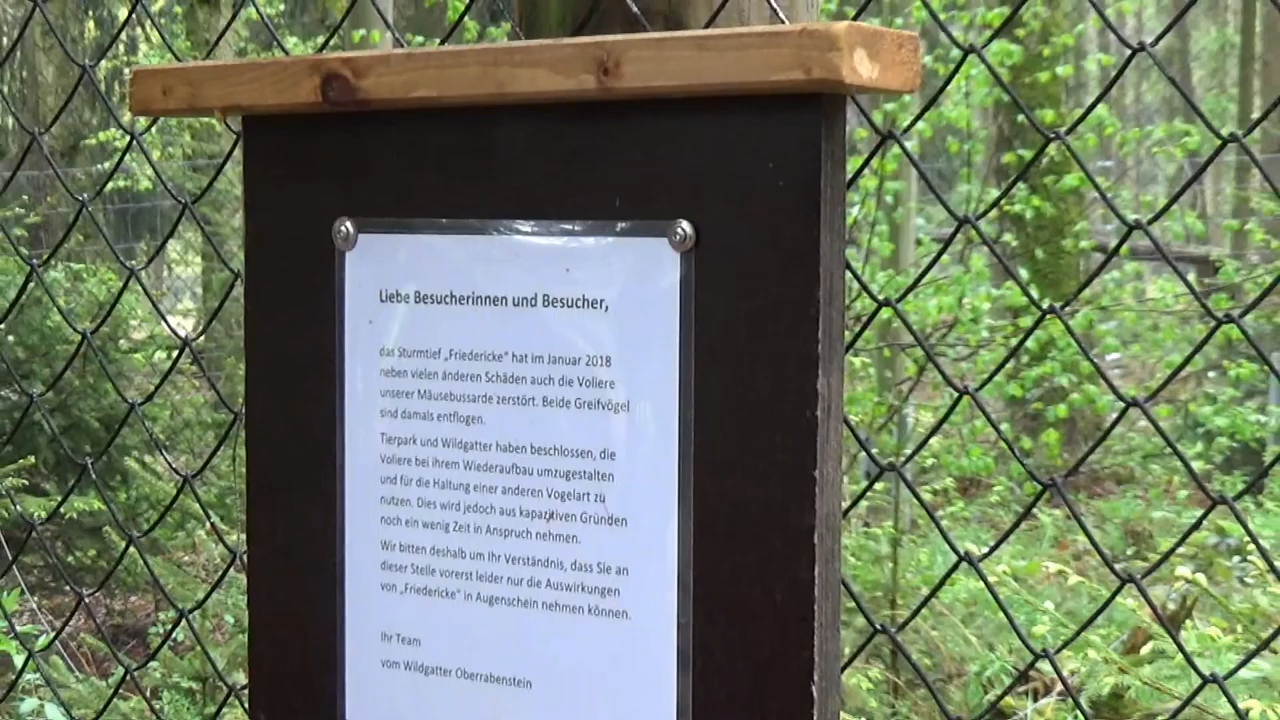 Liebe Besucherinnen und Besucher,
das Sturmtief „Friedericke" hat im Januar 2018
neben vielen anderen Schäden auch die Voliere
unserer Mäusebussarde zerstört. Beide Greifvögel
sind damals entflogen.
Tierpark und Wildgatter haben beschlossen, die
Voliere bei ihrem Wiederaufbau umzugestalten
und für die Haltung einer anderen Vogelart zu
nutzen. Dies wird jedoch aus kapazitiven Gründen
noch ein wenig Zeit in Anspruch nehmen.
Wir bitten deshalb um Ihr Verständnis, dass Sie an
dieser Stelle vorerst leider nur die Auswirkungen
von „Friedericke" in Augenschein nehmen können.
Ihr Team
vom Wildgatter Oberrabenstein